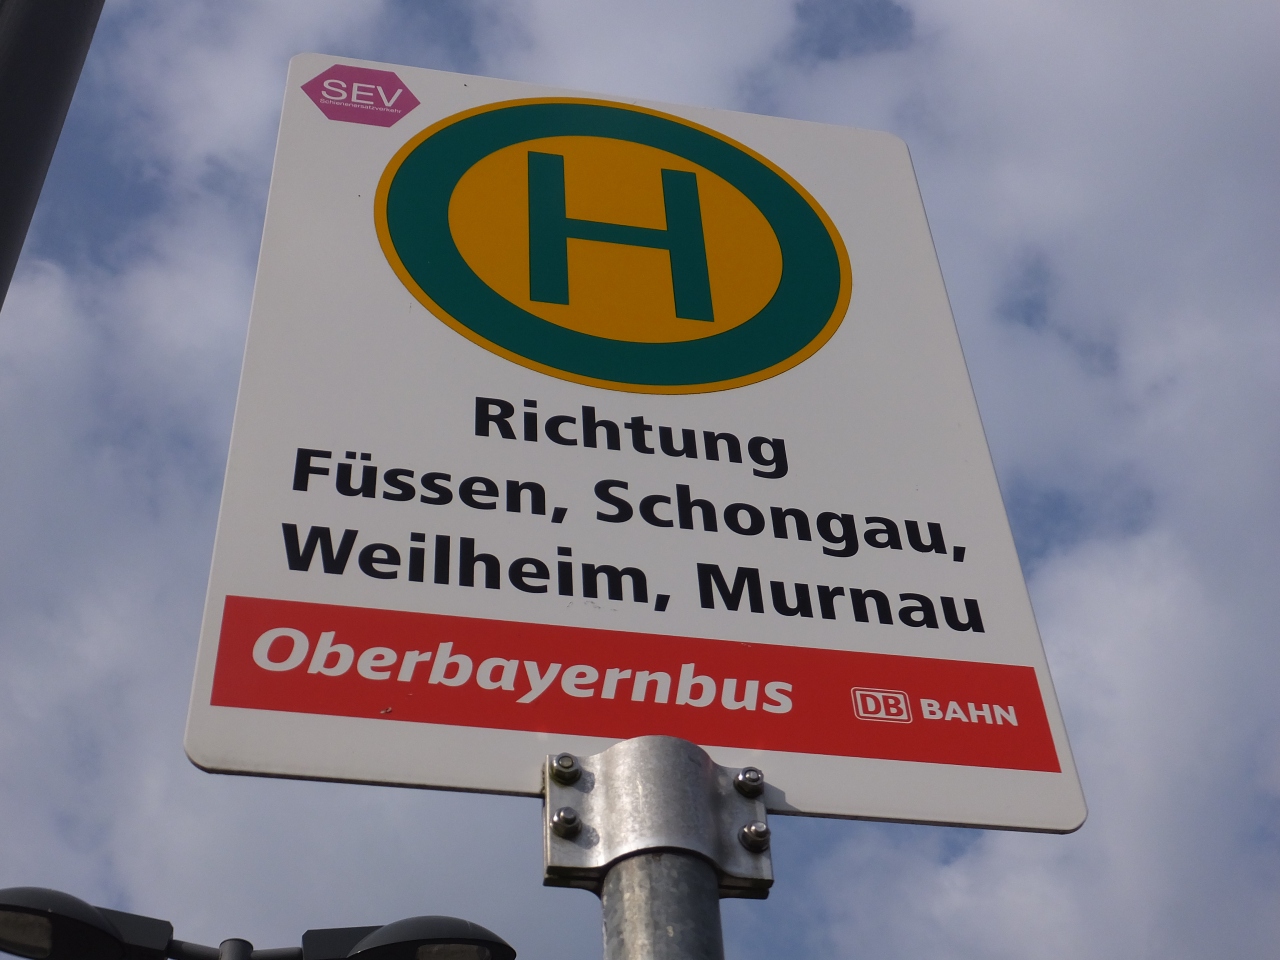 SEV
Schienenersatzverkehr
H
Richtung
Füssen, Schongau,
Weilheim, Murnau
Oberbayernbus
DB BAHN